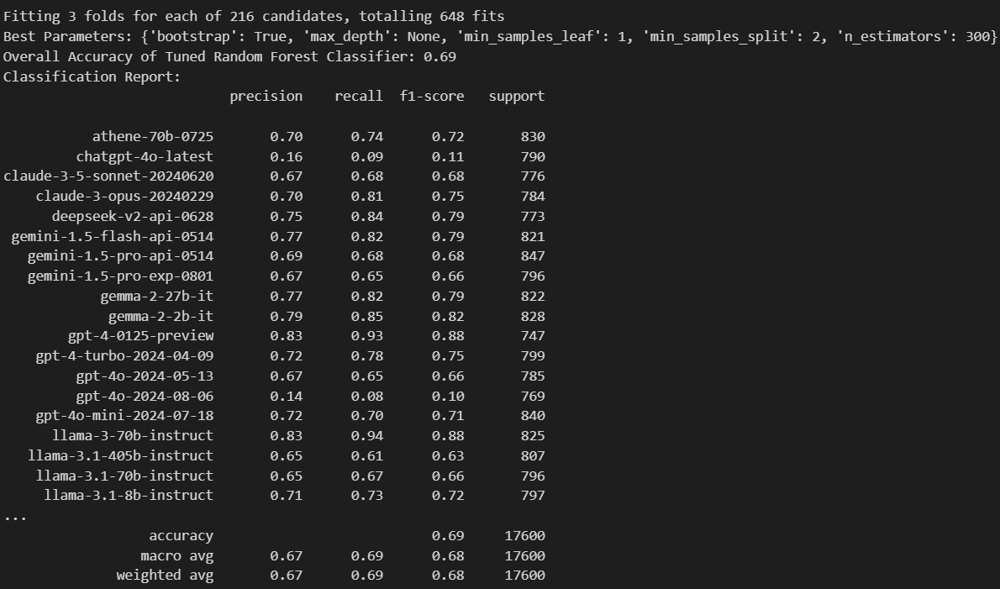 Fitting 3 folds for each of 216 candidates, totalling 648 fits
Best Parameters: {'bootstrap': True, 'max_depth': None, 'min_samples_leaf': 1, 'min_samples_split': 2, 'n_estimators': 300}
Overall Accuracy of Tuned Random Forest Classifier: 0.69
Classification Report:
precision recall f1-score support
athene-70b-0725 0.70 0.74 0.72 830
chatgpt-4o-latest 0.16 0.09 0.11 790
claude-3-5-sonnet-20240620 0.67 0.68 0.68 776
claude-3-opus-20240229 0.70 0.81 0.75 784
deepseek-v2-api-0628 0.75 0.84 0.79 773
gemini-1.5-flash-api-0514 0.77 0.82 0.79 821
gemini-1.5-pro-api-0514 0.69 0.68 0.68 847
gemini-1.5-pro-exp-0801 0.67 0.65 0.66 796
gemma-2-27b-it 0.77 0.82 0.79 822
gemma-2-2b-it 0.79 0.85 0.82 828
gpt-4-0125-preview 0.83 0.93 0.88 747
gpt-4-turbo-2024-04-09 0.72 0.78 0.75 799
gpt-4o-2024-05-13 0.67 0.65 0.66 785
gpt-4o-2024-08-06 0.14 0.08 0.10 769
gpt-4o-mini-2024-07-18 0.72 0.70 0.71 840
llama-3-70b-instruct 0.83 0.94 0.88 825
llama-3.1-405b-instruct 0.65 0.61 0.63 807
llama-3.1-70b-instruct 0.65 0.67 0.66 796
llama-3.1-8b-instruct 0.71 0.73 0.72 797
...
accuracy 0.69 17600
macro avg 0.67 0.69 0.68 17600
weighted avg 0.67 0.69 0.68 17600